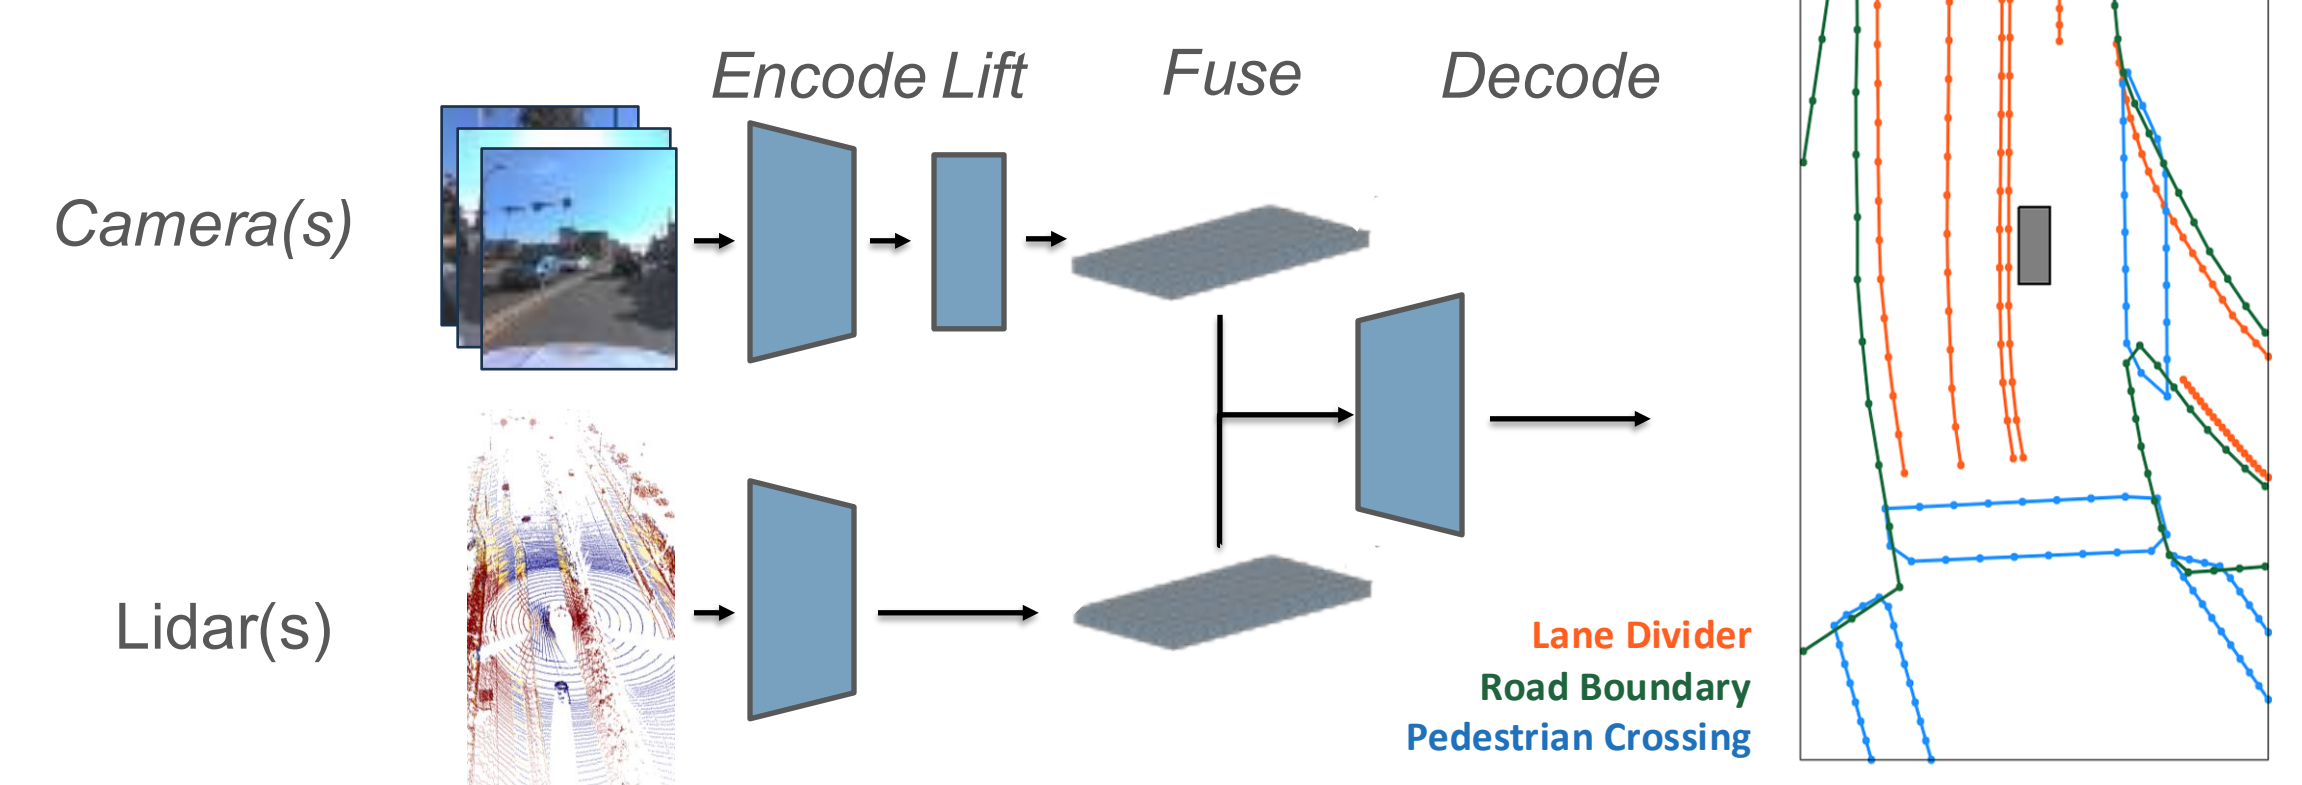 Encode Lift Fuse Decode
Camera(s)
Lidar(s)
Lane Divider
Road Boundary
Pedestrian Crossing